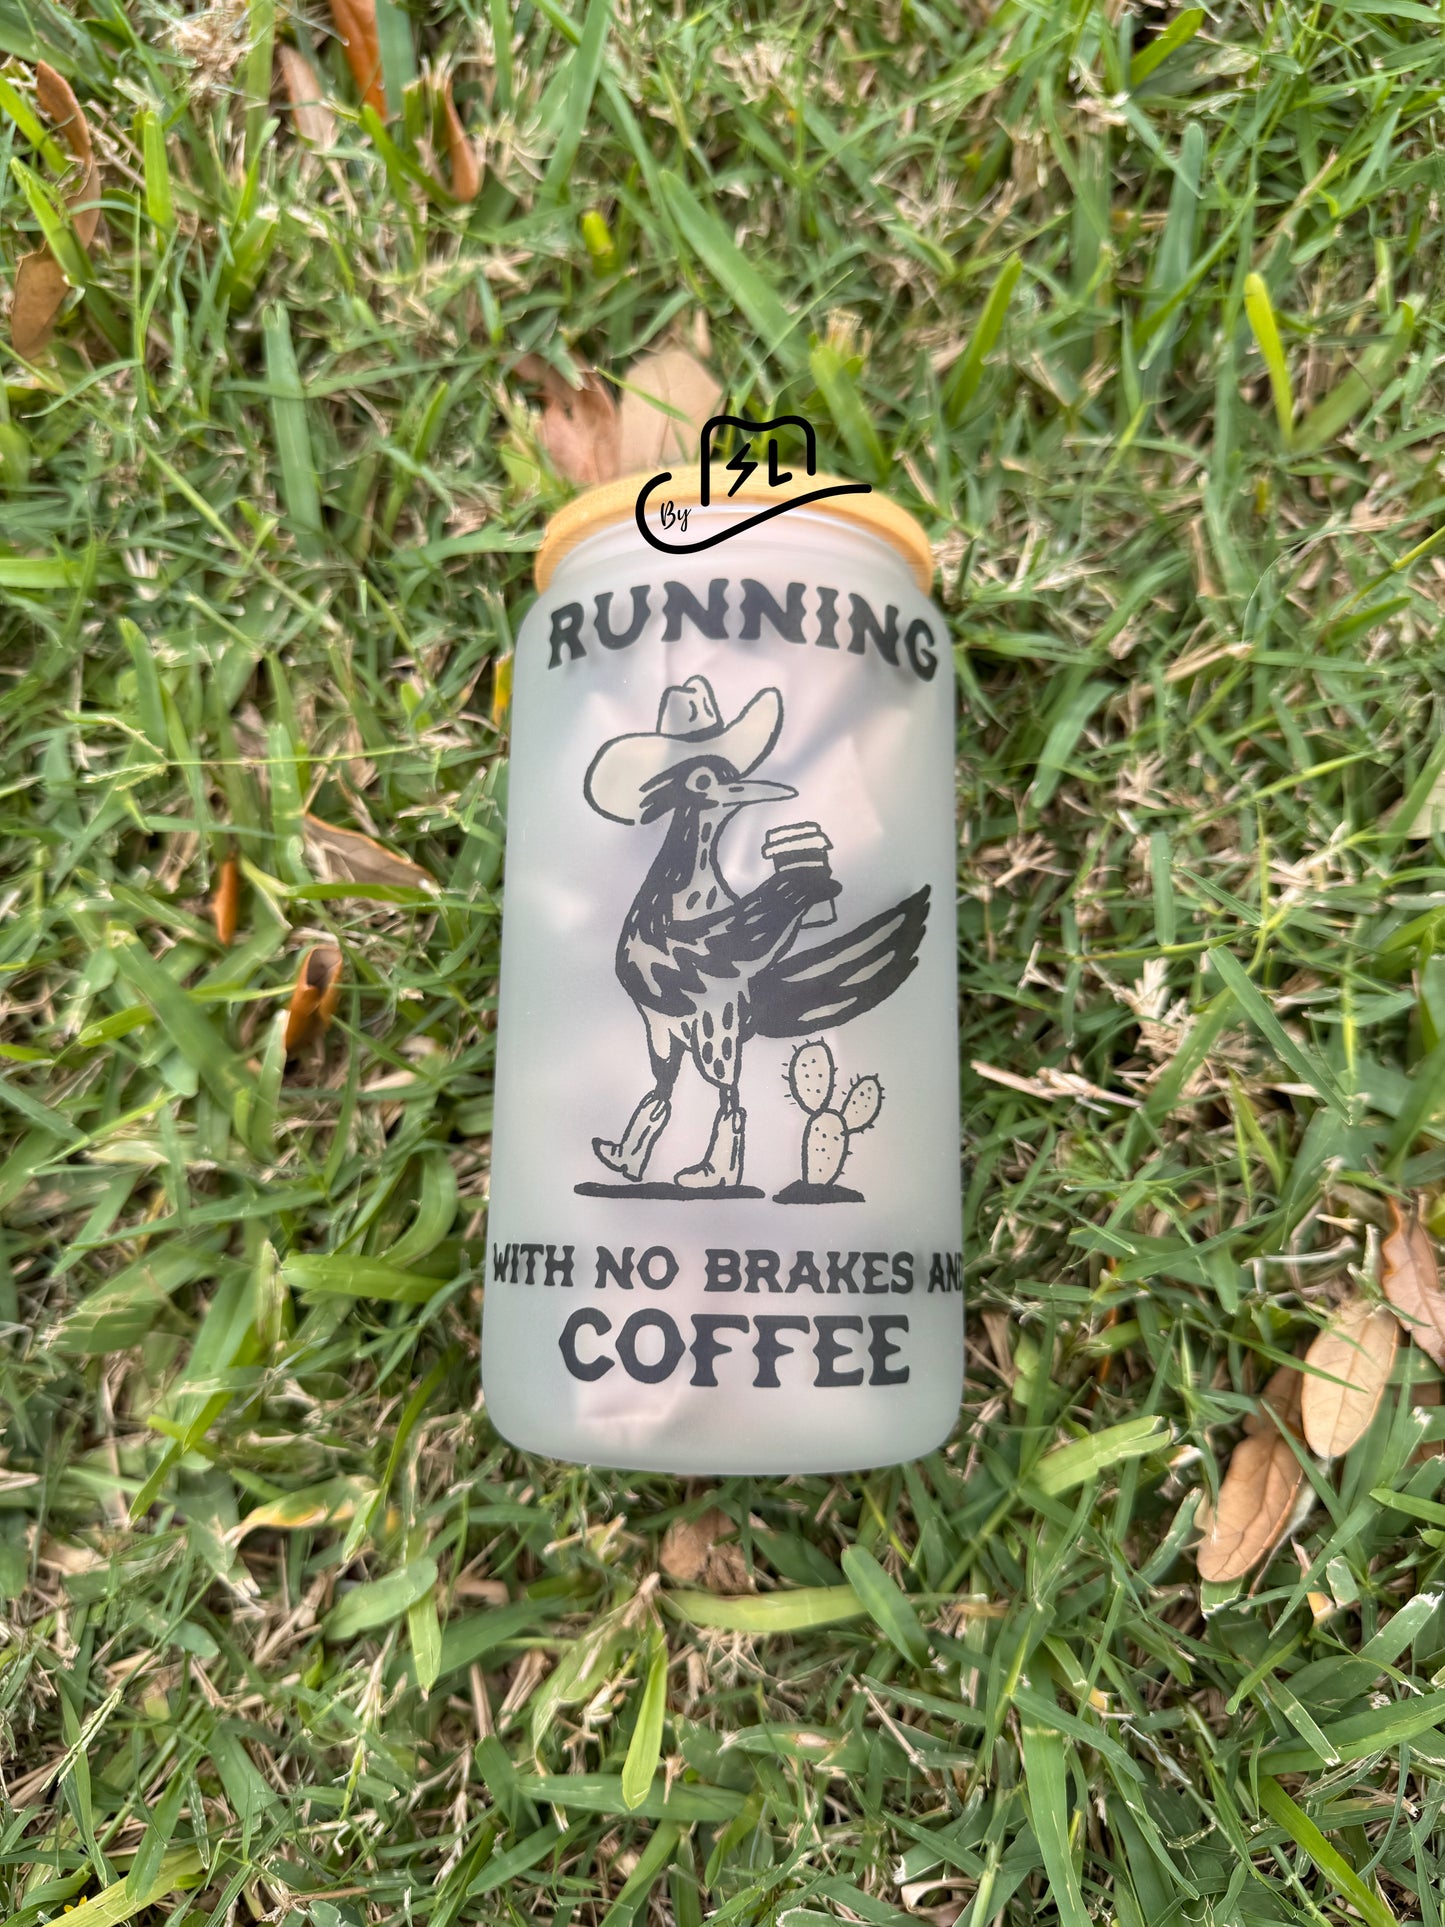 By
SL
RUNNING
WITH NO BRAKES AND
COFFEE